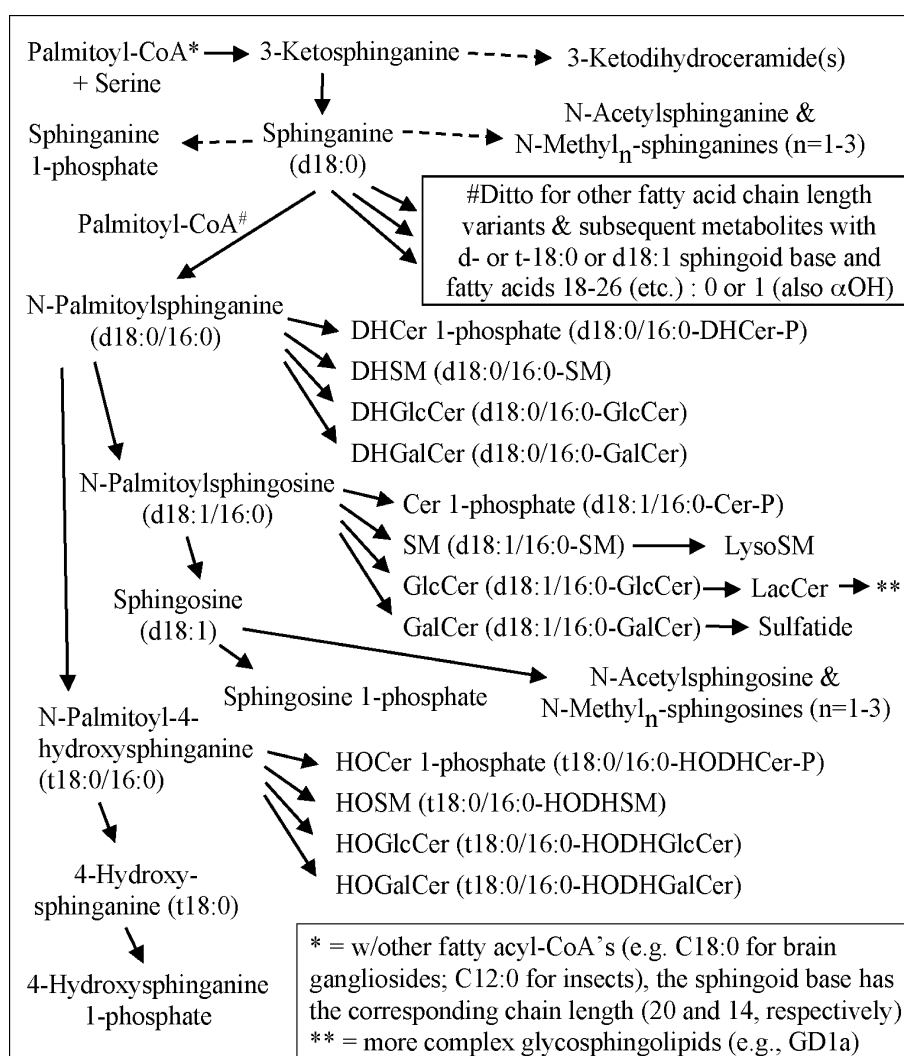 Palmitoyl-CoA* 3-Ketosphinganine
+ Serine
3-Ketodihydroceramide(s)
Sphinganine
1-phosphate
Sphinganine
(d18:0)
N-Acetylsphinganine &
N-Methyln-sphinganines (n=1-3)
Palmitoyl-CoA#
#Ditto for other fatty acid chain length
variants & subsequent metabolites with
d- or t-18:0 or d18:1 sphingoid base and
fatty acids 18-26 (etc.) : 0 or 1 (also αOH)
N-Palmitoylsphinganine
(d18:0/16:0)
DHCer 1-phosphate (d18:0/16:0-DHCer-P)
DHSM (d18:0/16:0-SM)
DHGlcCer (d18:0/16:0-GlcCer)
DHGalCer (d18:0/16:0-GalCer)
N-Palmitoylsphingosine
(d18:1/16:0)
Cer 1-phosphate (d18:1/16:0-Cer-P)
SM (d18:1/16:0-SM) LysoSM
GlcCer (d18:1/16:0-GlcCer) LacCer **
GalCer (d18:1/16:0-GalCer) Sulfatide
Sphingosine
(d18:1)
Sphingosine 1-phosphate
N-Acetylsphingosine &
N-Methyln-sphingosines (n=1-3)
N-Palmitoyl-4-
hydroxysphinganine
(t18:0/16:0)
HOCer 1-phosphate (t18:0/16:0-HODHCer-P)
HOSM (t18:0/16:0-HODHSM)
HOGlcCer (t18:0/16:0-HODHGlcCer)
HOGalCer (t18:0/16:0-HODHGalCer)
4-Hydroxy-
sphinganine (t18:0)
4-Hydroxysphinganine
1-phosphate
* = w/other fatty acyl-CoA's (e.g. C18:0 for brain
gangliosides; C12:0 for insects), the sphingoid base has
the corresponding chain length (20 and 14, respectively)
** = more complex glycosphingolipids (e.g., GD1a)